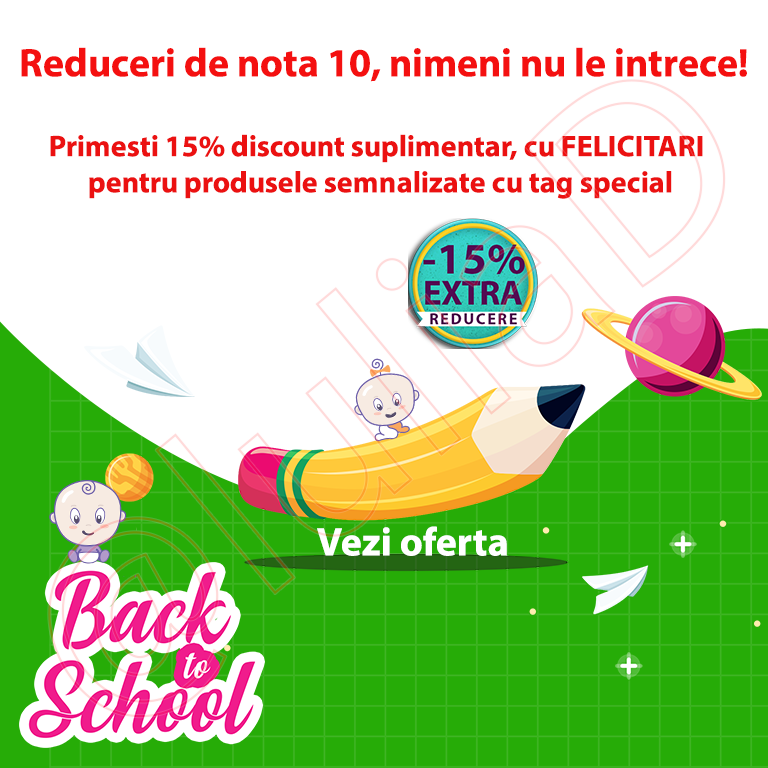 Reduceri de nota 10, nimeni nu le intrece!
Primesti 15% discount suplimentar, cu FELICITARI
pentru produsele semnalizate cu tag special
-15%
EXTRA
REDUCERE
Vezi oferta
Back
to
School
@IuliaD